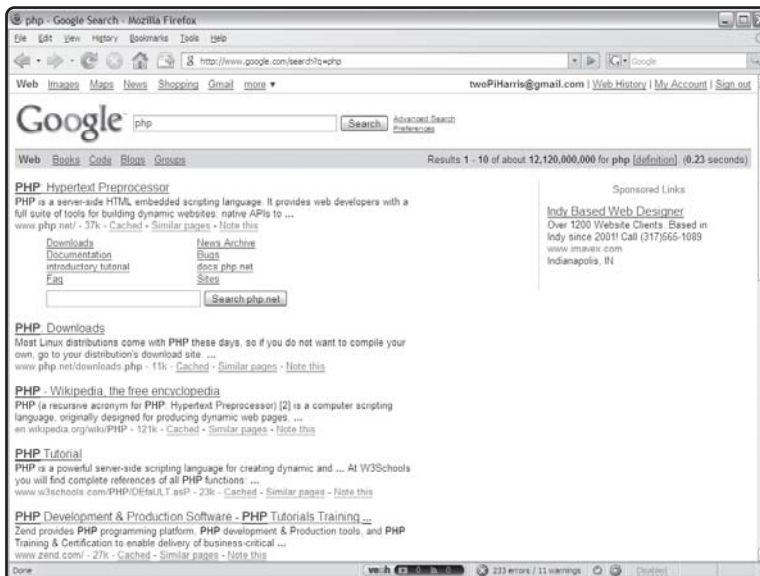 php - Google Search - Mozilla Firefox
File Edit View History Bookmarks Tools Help
http://www.google.com/search?q=php
Google
Web Images Maps News Shopping Gmail more ▼
twoPiHarris@gmail.com | Web History | My Account | Sign out
Google
php
Search
Advanced Search
Preferences
Web Books Code Blogs Groups
Results 1 - 10 of about 12,120,000,000 for php [definition]. (0.23 seconds)
PHP: Hypertext Preprocessor
PHP is a server-side HTML embedded scripting language. It provides web developers with a
full suite of tools for building dynamic websites: native APIs to ...
www.php.net/ - 37k - Cached - Similar pages - Note this
Downloads
Documentation
introductory tutorial
Faq
News Archive
Bugs
docs php net
Sites
Search php.net
PHP: Downloads
Most Linux distributions come with PHP these days, so if you do not want to compile your
own, go to your distribution's download site. ...
www.php.net/downloads.php - 11k - Cached - Similar pages - Note this
PHP - Wikipedia, the free encyclopedia
PHP (a recursive acronym for PHP: Hypertext Preprocessor) [2] is a computer scripting
language, originally designed for producing dynamic web pages. ...
en.wikipedia.org/wiki/PHP - 121k - Cached - Similar pages - Note this
PHP Tutorial
PHP is a powerful server-side scripting language for creating dynamic and ... At W3Schools
you will find complete references of all PHP functions: ...
www.w3schools.com/PHP/DEfaULT.asP - 23k - Cached - Similar pages - Note this
PHP Development & Production Software - PHP Tutorials Training ...
Zend provides PHP programming platform, PHP development & Production tools, and PHP
Training & Certification to enable delivery of business-critical ...
www.zend.com/ - 27k - Cached - Similar pages - Note this
Sponsored Links
Indy Based Web Designer
Over 1200 Website Clients. Based in
Indy since 2001! Call (317)565-1089
www.imavex.com
Indianapolis, IN
Done
233 errors / 11 warnings
Disabled